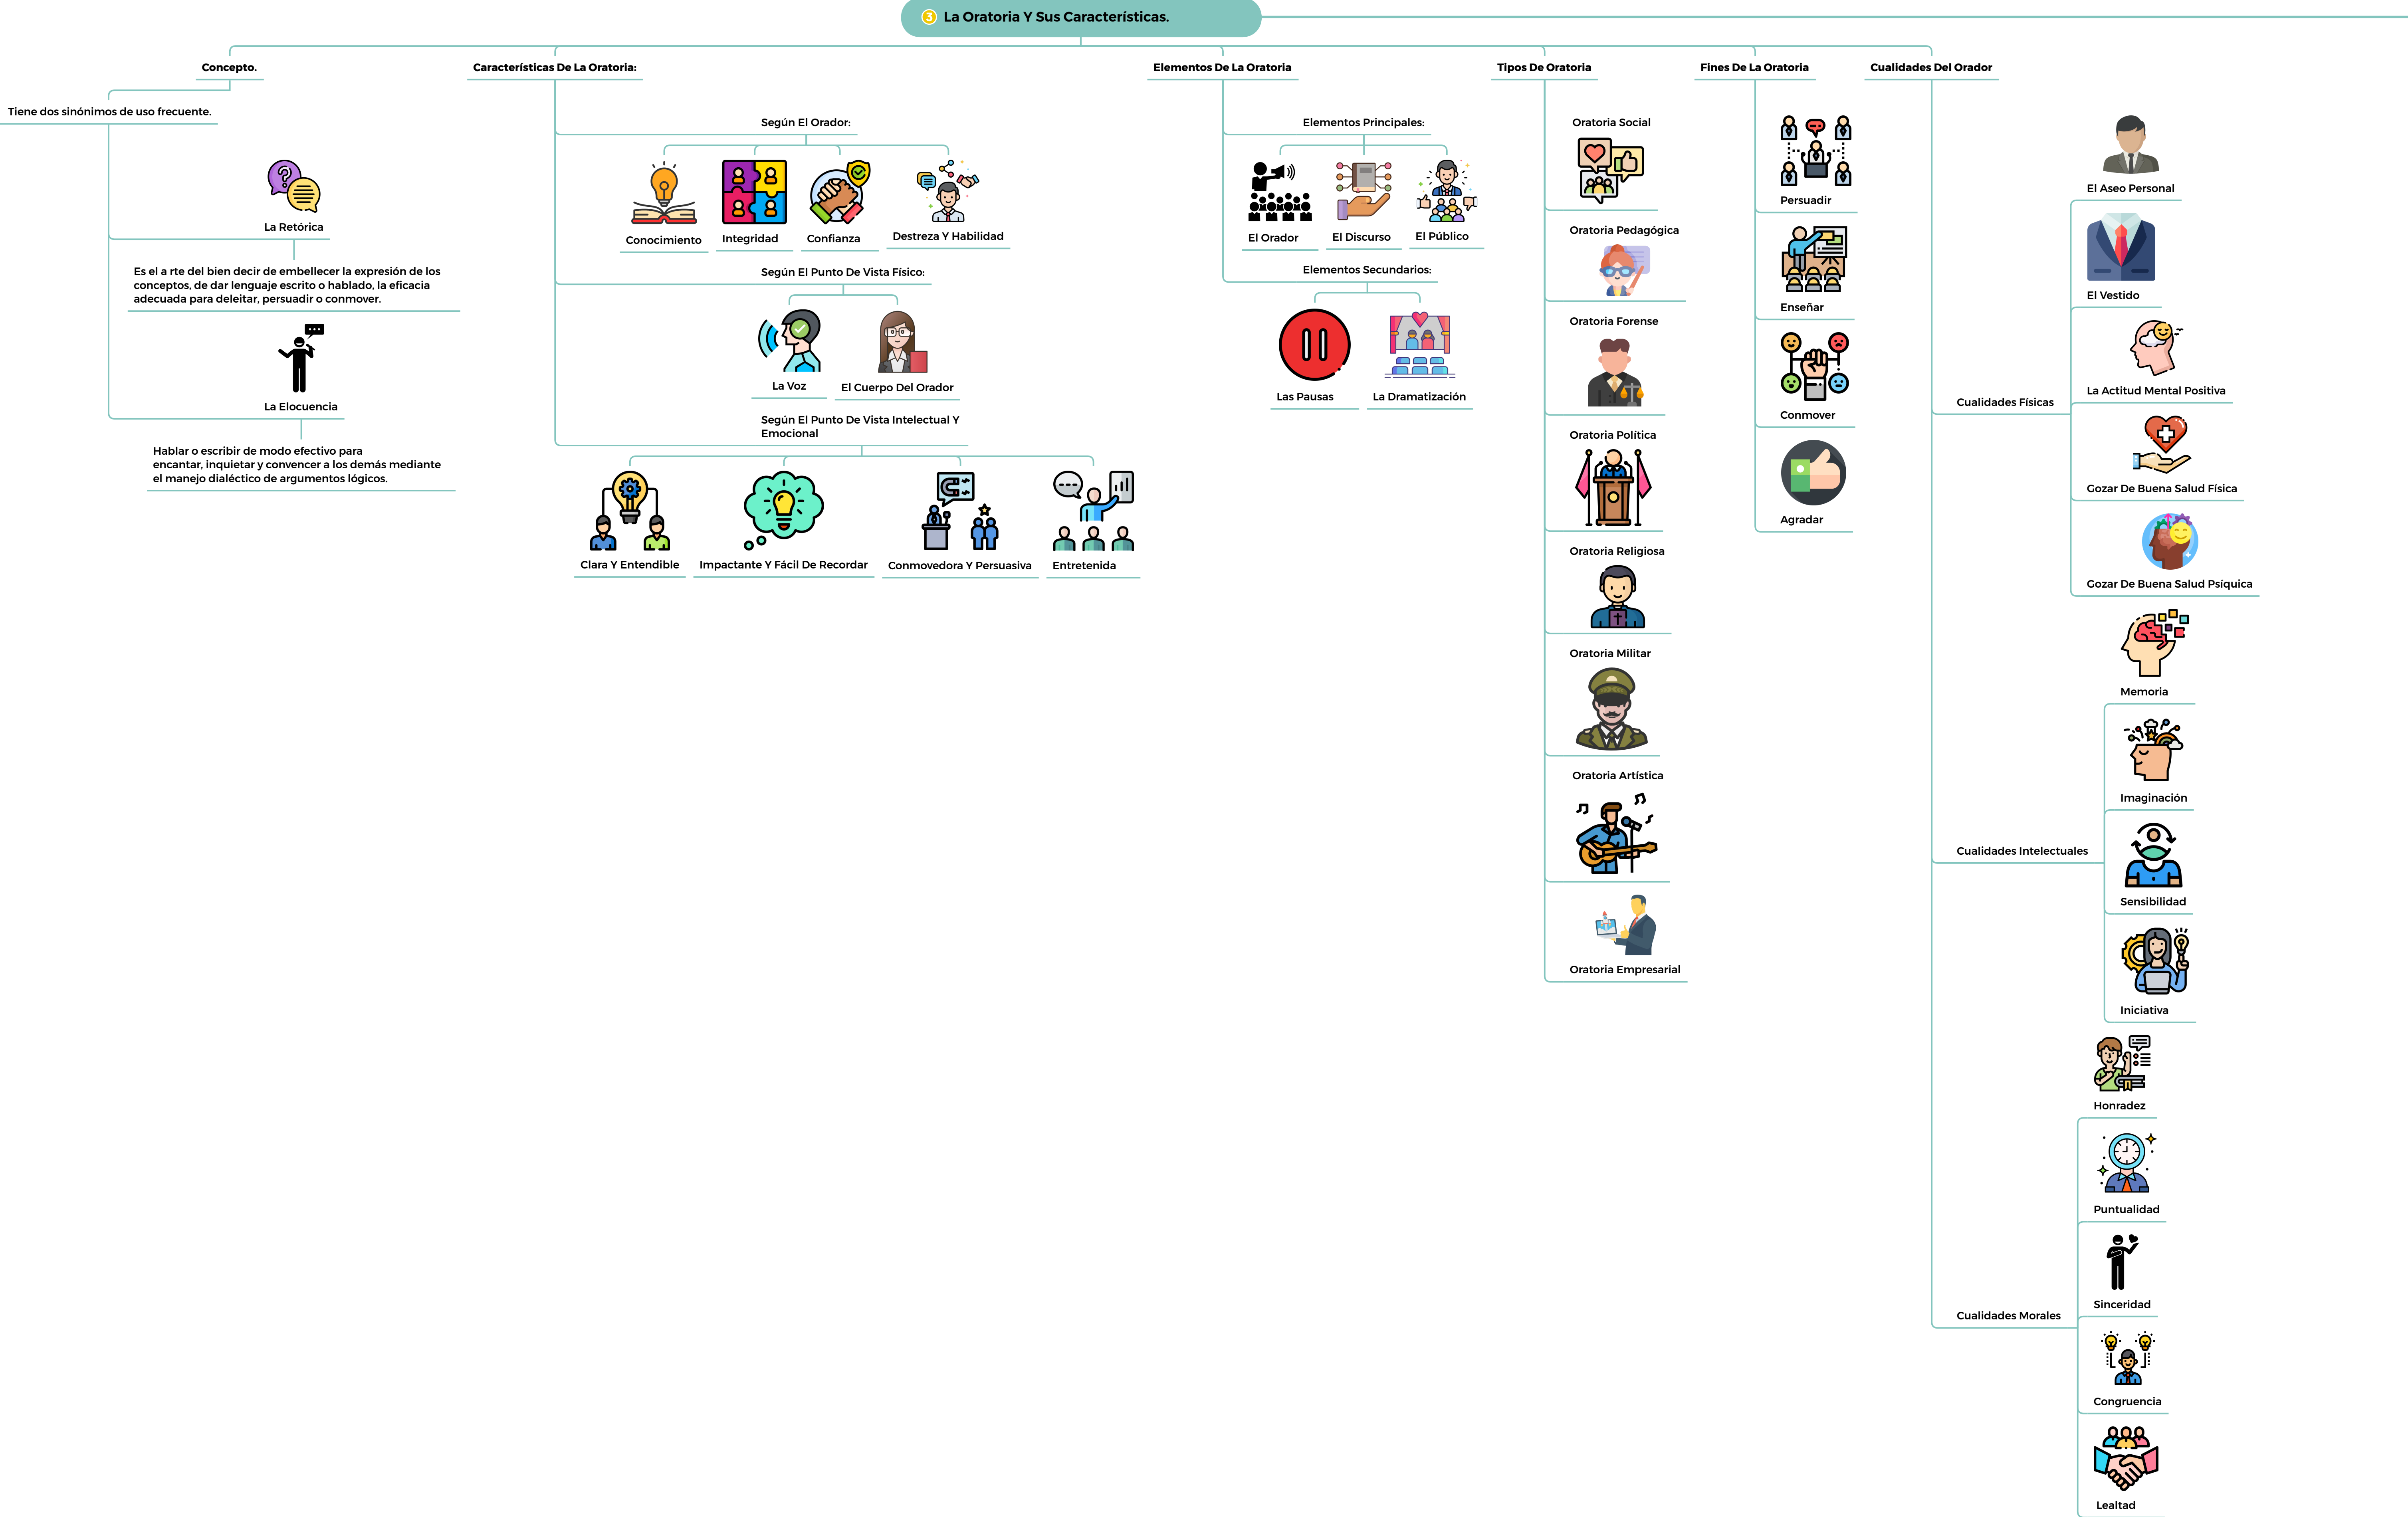 3 La Oratoria Y Sus Características.
Concepto.
Tiene dos sinónimos de uso frecuente.
La Retórica
Es el a rte del bien decir de embellecer la expresión de los
conceptos, de dar lenguaje escrito o hablado, la eficacia
adecuada para deleitar, persuadir o conmover.
La Elocuencia
Hablar o escribir de modo efectivo para
encantar, inquietar y convencer a los demás mediante
el manejo dialéctico de argumentos lógicos.
Características De La Oratoria:
Según El Orador:
Conocimiento
Integridad
Confianza
Destreza Y Habilidad
Según El Punto De Vista Físico:
La Voz
El Cuerpo Del Orador
Según El Punto De Vista Intelectual Y
Emocional
Clara Y Entendible
Impactante Y Fácil De Recordar
Conmovedora Y Persuasiva
Entretenida
Elementos De La Oratoria
Elementos Principales:
El Orador
El Discurso
El Público
Elementos Secundarios:
Las Pausas
La Dramatización
Tipos De Oratoria
Oratoria Social
Oratoria Pedagógica
Oratoria Forense
Oratoria Política
Oratoria Religiosa
Oratoria Militar
Oratoria Artística
Oratoria Empresarial
Fines De La Oratoria
Persuadir
Enseñar
Conmover
Agradar
Cualidades Del Orador
Cualidades Físicas
El Aseo Personal
El Vestido
La Actitud Mental Positiva
Gozar De Buena Salud Física
Gozar De Buena Salud Psíquica
Cualidades Intelectuales
Memoria
Imaginación
Sensibilidad
Iniciativa
Cualidades Morales
Honradez
Puntualidad
Sinceridad
Congruencia
Lealtad